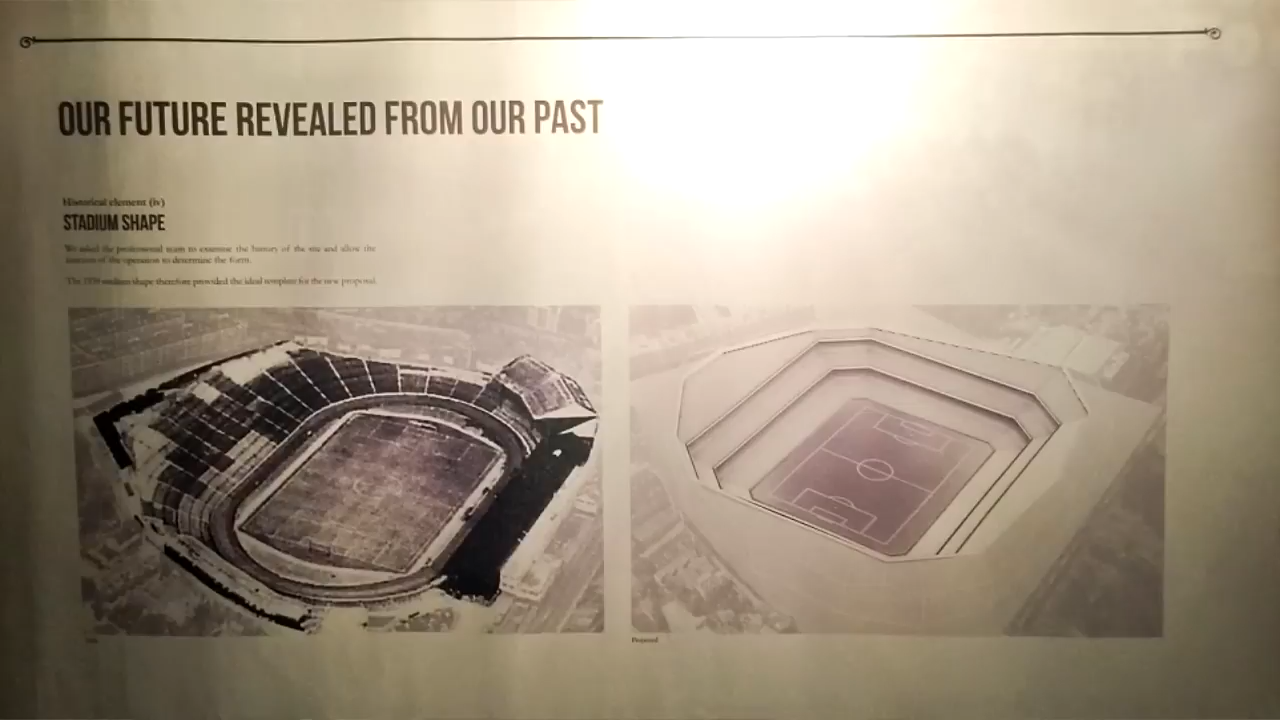 OUR FUTURE REVEALED FROM OUR PAST
Historical element (iv)
STADIUM SHAPE
We asked the professional team to examine the history of the site and allow the
of the operation to determine the form.
The stadium shape therefore provided the ideal template for the new proposal.
Proposed